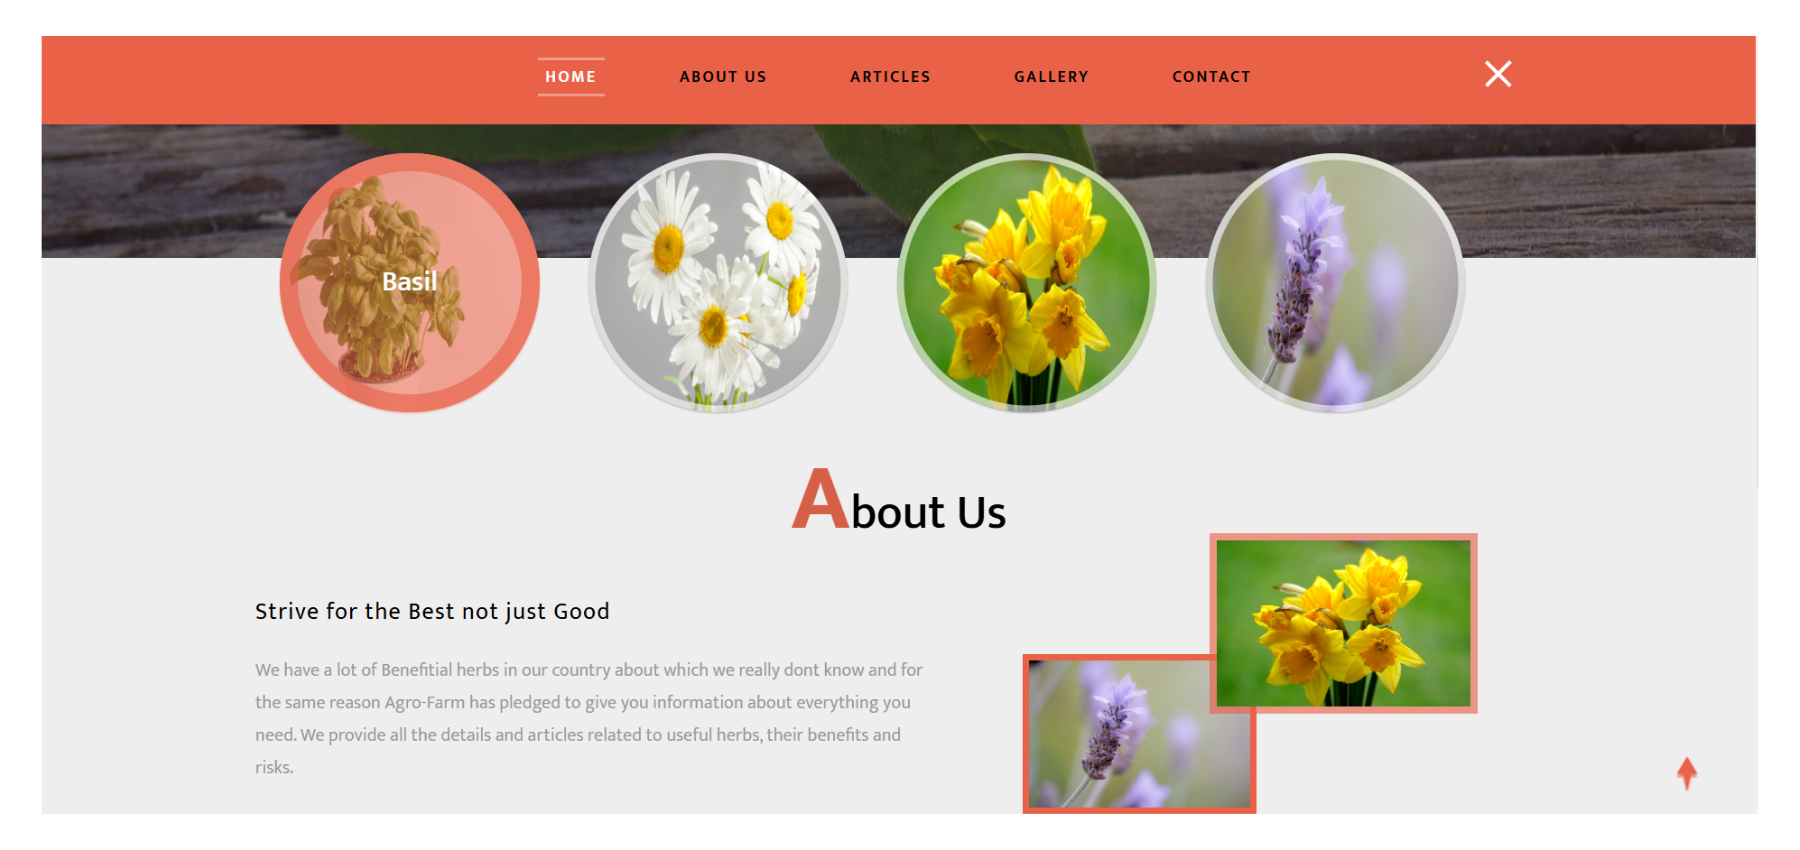 HOME ABOUT US ARTICLES GALLERY CONTACT
Basil
About Us
Strive for the Best not just Good
We have a lot of Benefitial herbs in our country about which we really dont know and for
the same reason Agro-Farm has pledged to give you information about everything you
need. We provide all the details and articles related to useful herbs, their benefits and
risks.